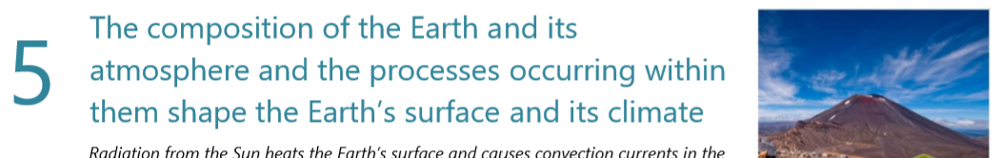 5
The composition of the Earth and its
atmosphere and the processes occurring within
them shape the Earth’s surface and its climate
Radiation from the Sun heats the Earth’s surface and causes convection currents in the